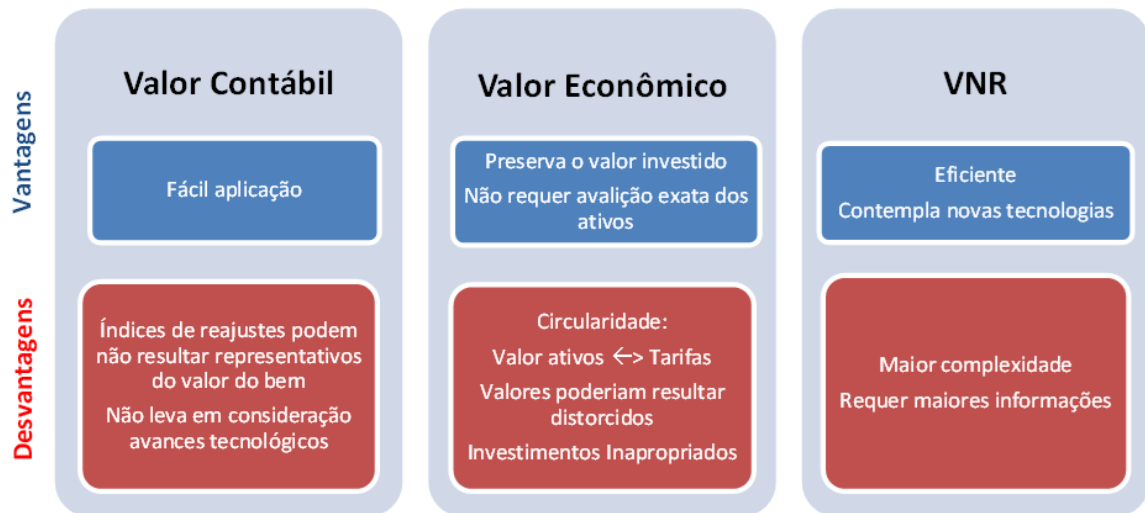 Valor Contábil
Valor Econômico
VNR
Vantagens
Fácil aplicação
Preserva o valor investido
Não requer avalição exata dos
ativos
Eficiente
Contempla novas tecnologias
Desvantagens
Índices de reajustes podem
não resultar representativos
do valor do bem
Não leva em consideração
avances tecnológicos
Circularidade:
Valor ativos <-> Tarifas
Valores poderiam resultar
distorcidos
Investimentos Inapropriados
Maior complexidade
Requer maiores informações